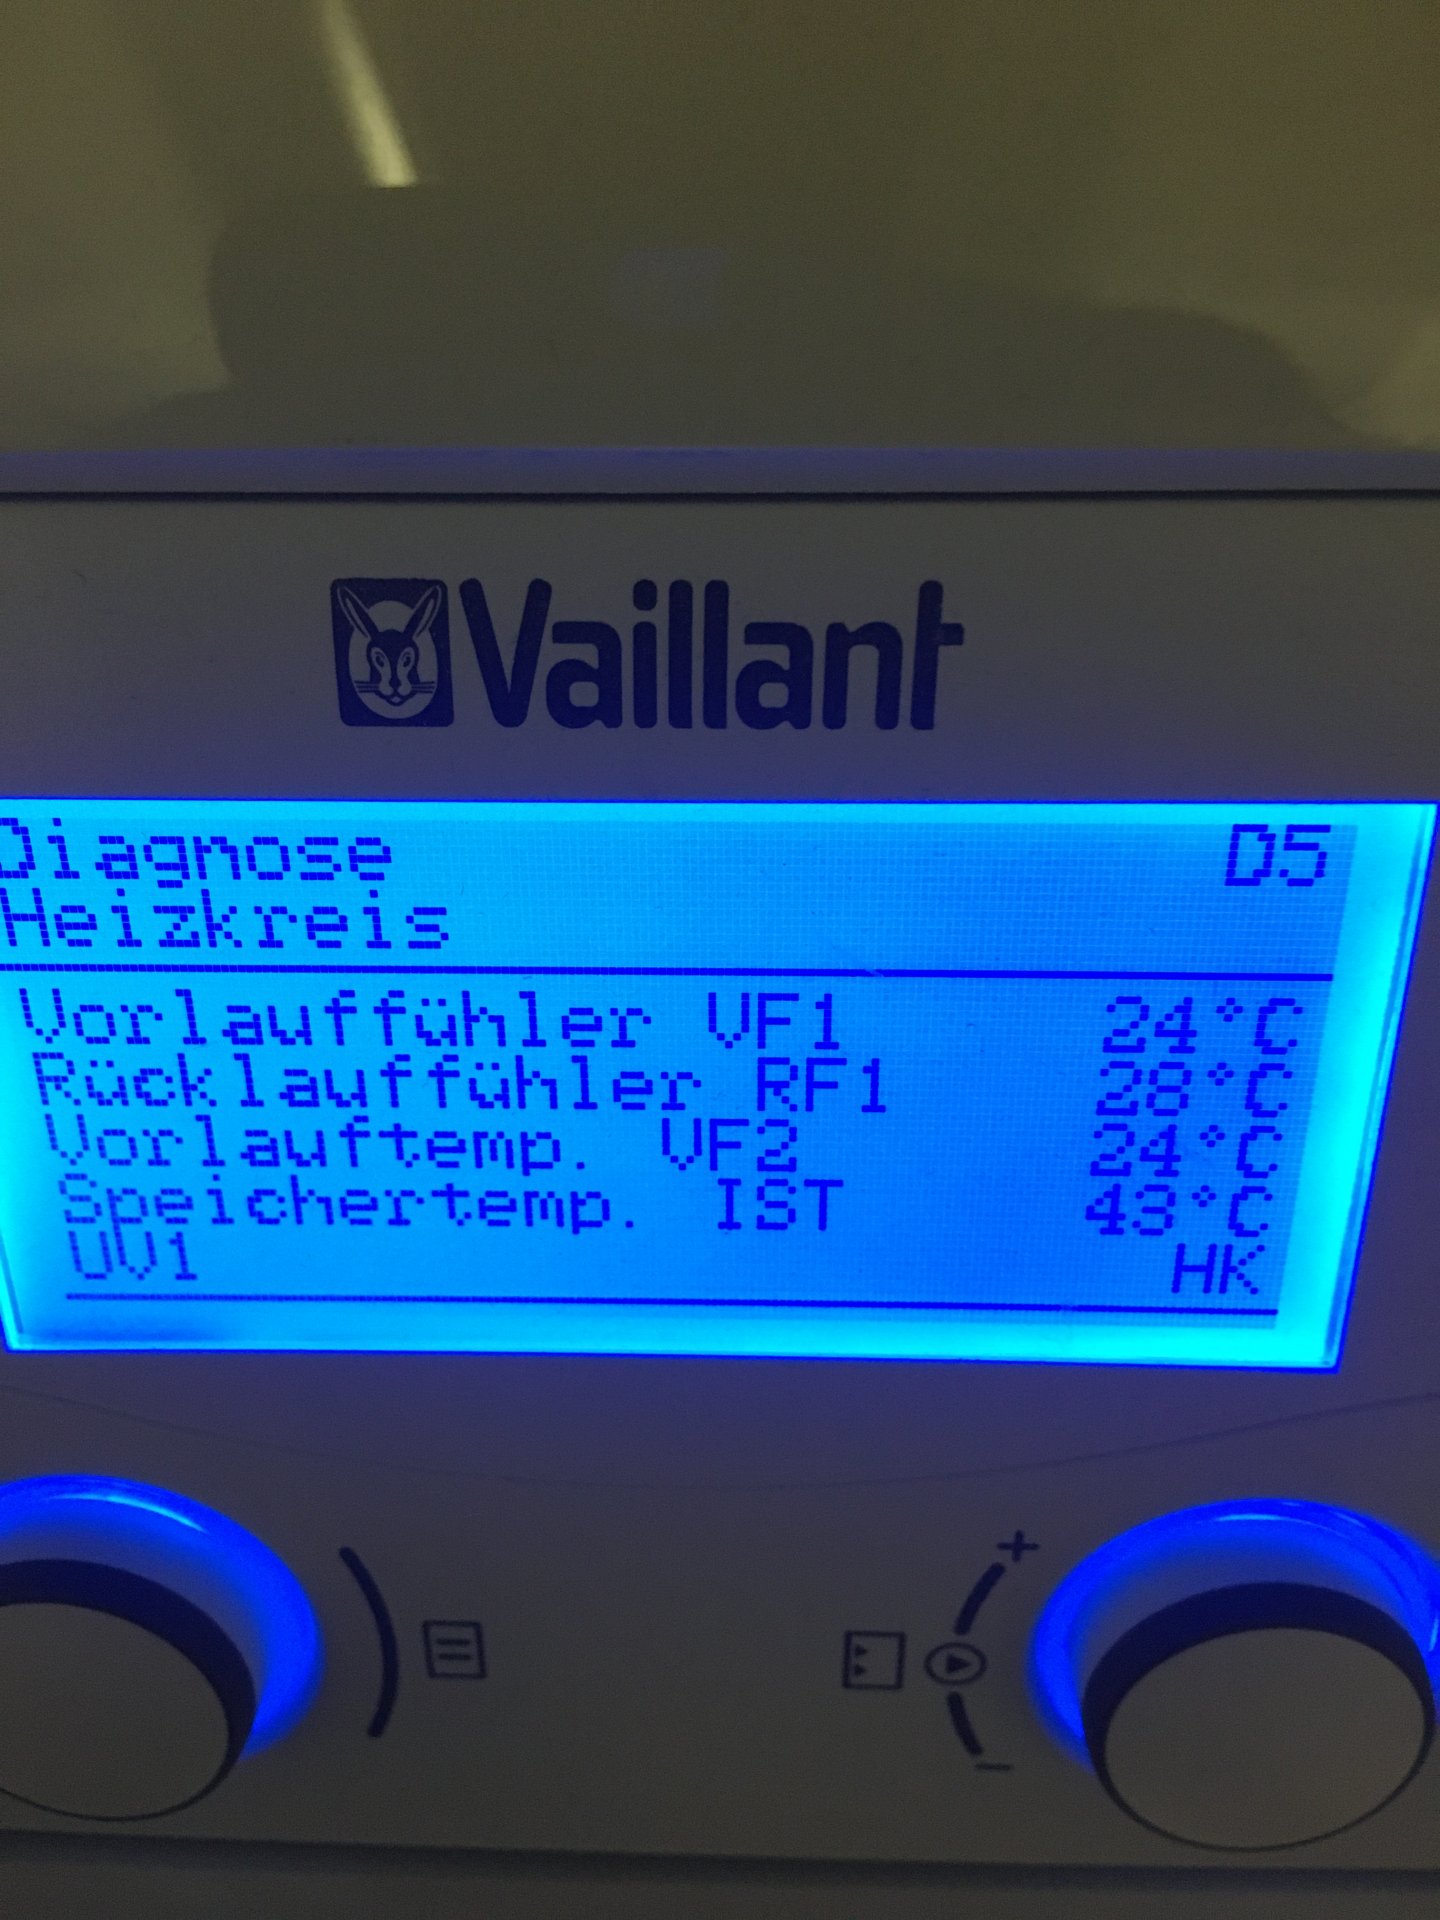 Vaillant
Diagnose D5
Heizkreis
Vorlauffühler VF1 24°C
Rücklauffühler RF1 28°C
Vorlauftemp. VF2 24°C
Speichertemp. IST 43°C
UV1 HK
+
-